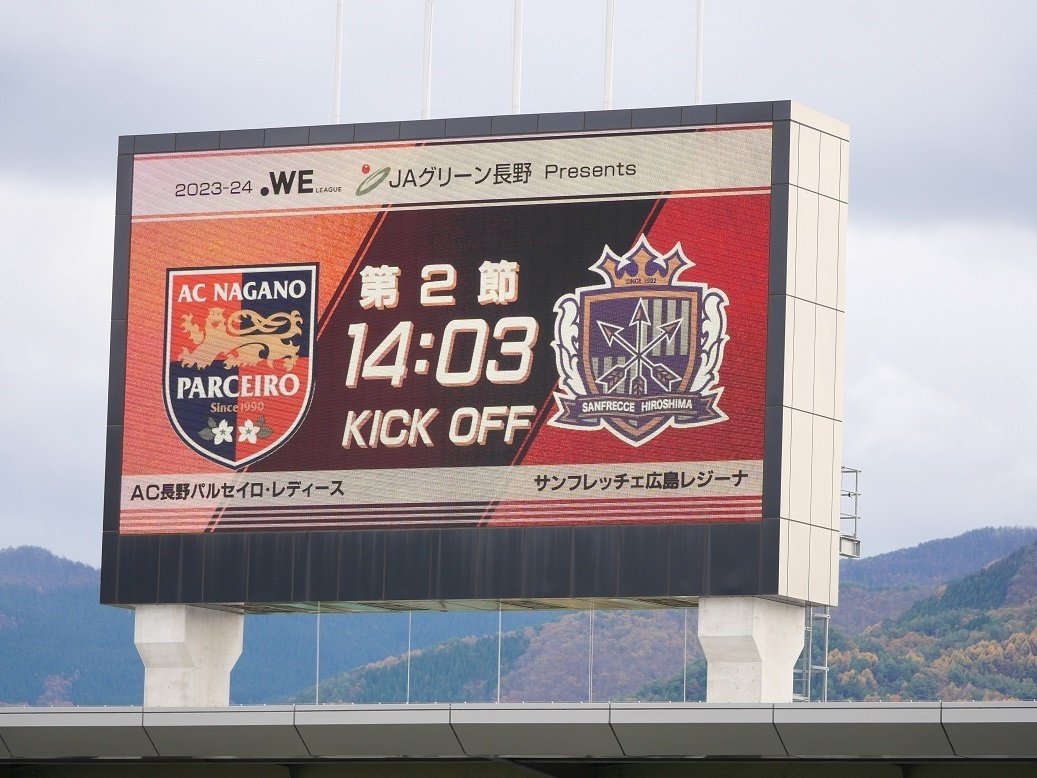 2023-24 .WE LEAGUE JAグリーン長野 Presents
第2節
14:03
KICK OFF
AC NAGANO
PARCEIRO
Since 1990
SINCE 1992
SANFRECCE HIROSHIMA
AC長野パルセイロ・レディース
サンフレッチェ広島レジーナ